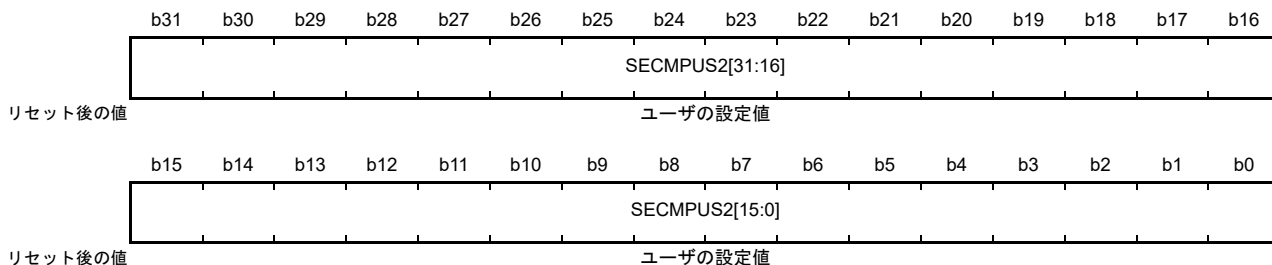 b31 b30 b29 b28 b27 b26 b25 b24 b23 b22 b21 b20 b19 b18 b17 b16
SECMPUS2[31:16]
リセット後の値 ユーザの設定値
b15 b14 b13 b12 b11 b10 b9 b8 b7 b6 b5 b4 b3 b2 b1 b0
SECMPUS2[15:0]
リセット後の値 ユーザの設定値